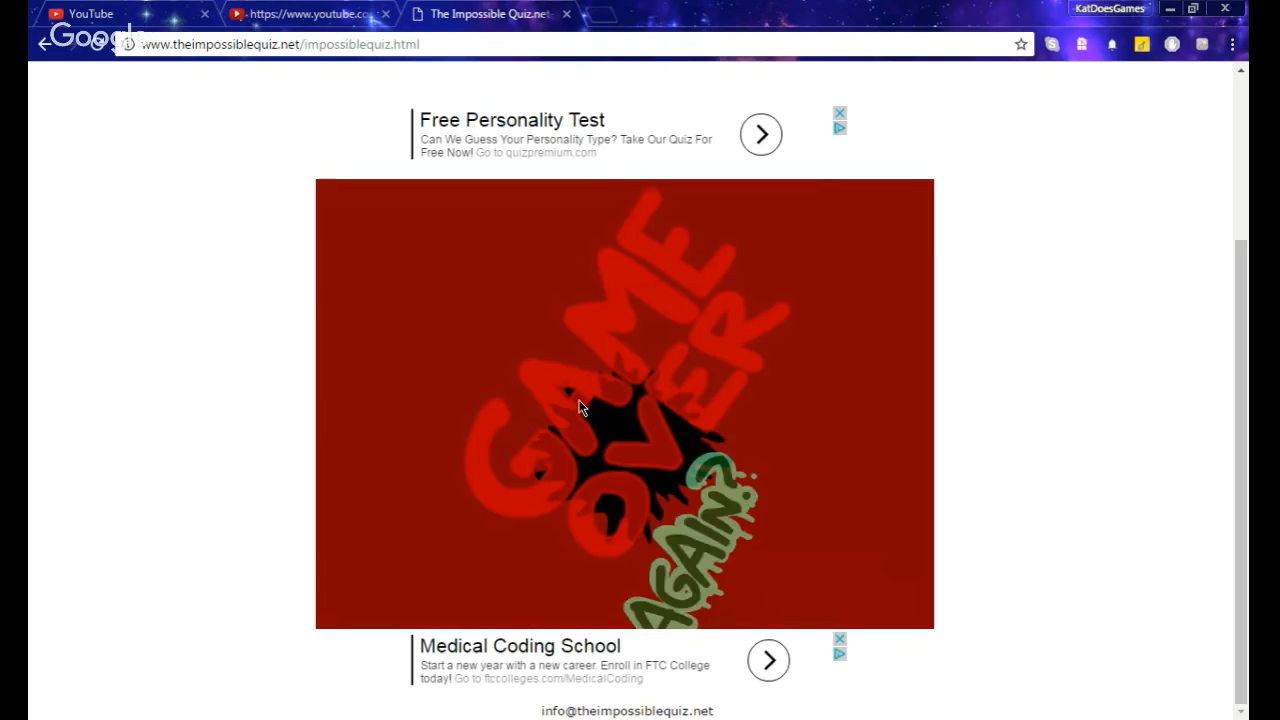 YouTube
https://www.youtube.co
The Impossible Quiz.net
KatDoesGames
Google
www.theimpossiblequiz.net/impossiblequiz.html
Free Personality Test
Can We Guess Your Personality Type? Take Our Quiz For
Free Now! Go to quizpremium.com
GAME
OVER
AGAIN?
Medical Coding School
Start a new year with a new career. Enroll in FTC College
today! Go to ftccolleges.com/MedicalCoding
info@theimpossiblequiz.net